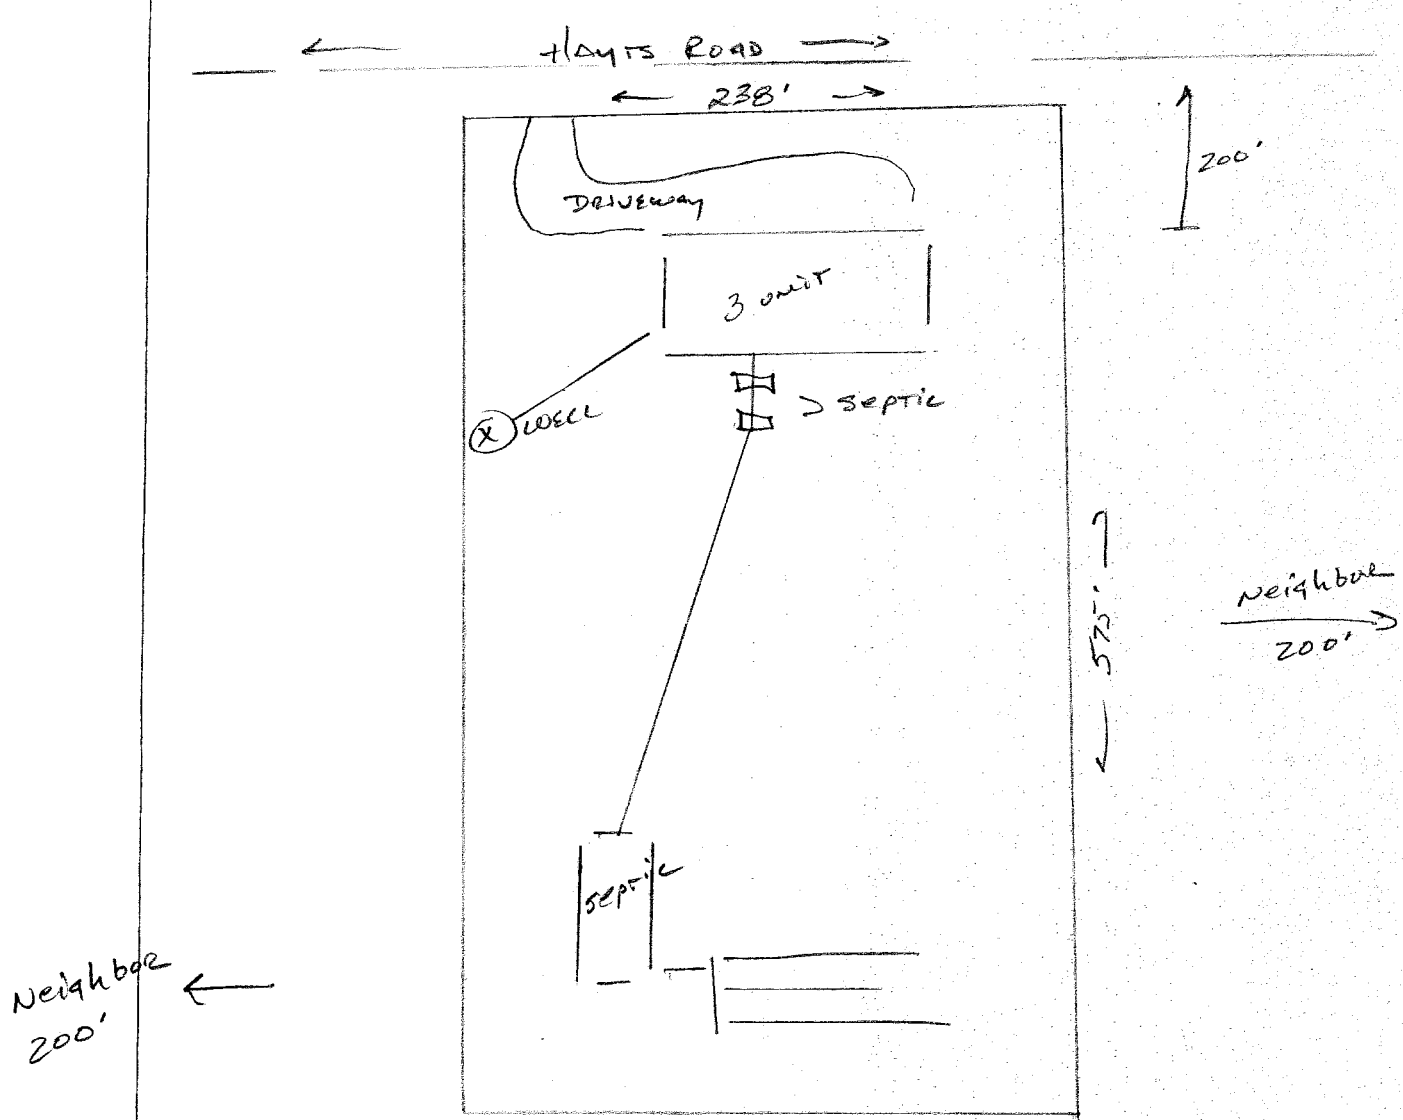 HAYTS ROAD
238'
200'
DRIVEWAY
3 UNIT
SEPTIC
WELL
575'
Neighbor
200'
septic
Neighbor
200'